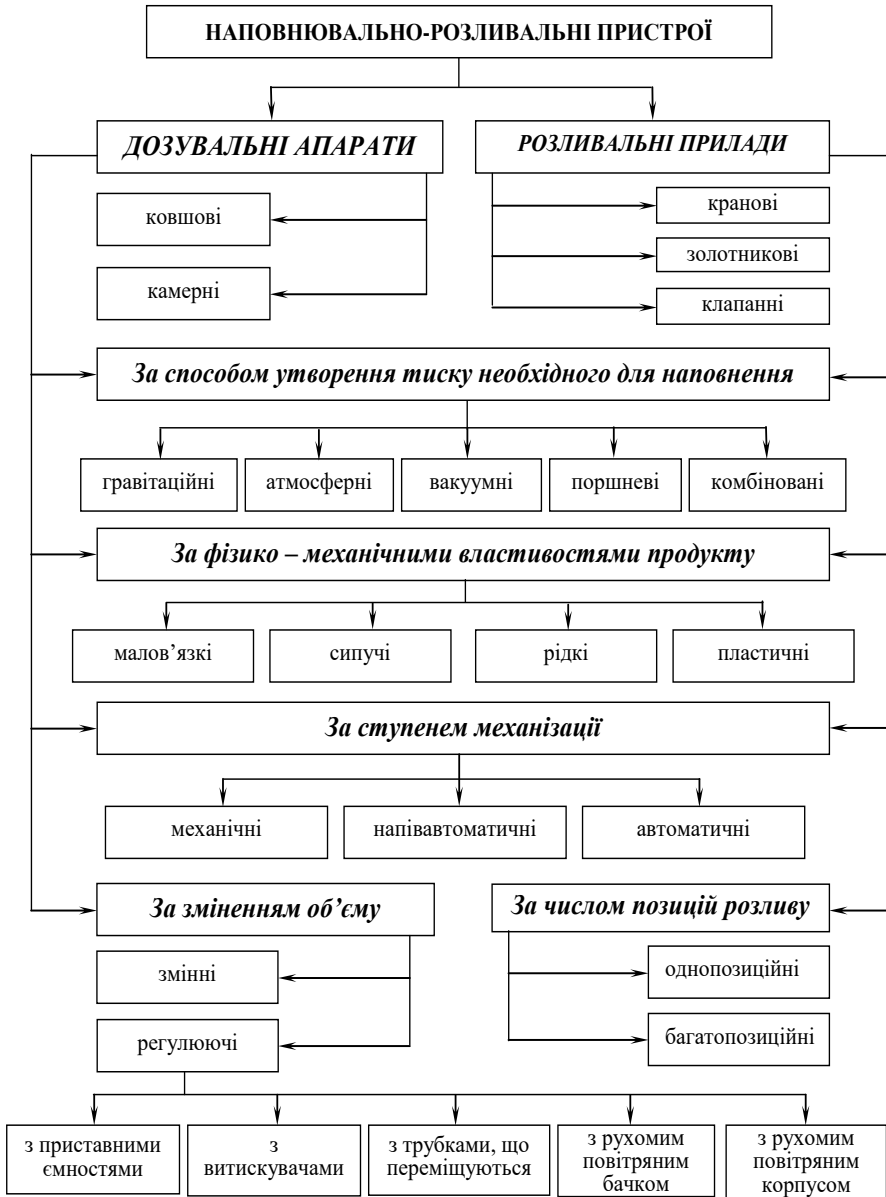 НАПОВНЮВАЛЬНО-РОЗЛИВАЛЬНІ ПРИСТРОЇ
ДОЗУВАЛЬНІ АПАРАТИ
РОЗЛИВАЛЬНІ ПРИЛАДИ
ковшові
камерні
кранові
золотникові
клапанні
За способом утворення тиску необхідного для наповнення
гравітаційні
атмосферні
вакуумні
поршневі
комбіновані
За фізико – механічними властивостями продукту
малов’язкі
сипучі
рідкі
пластичні
За ступенем механізації
механічні
напівавтоматичні
автоматичні
За зміненням об’єму
За числом позицій розливу
змінні
регулюючі
однопозиційні
багатопозиційні
з приставними
ємностями
з
витискувачами
з трубками, що
переміщуються
з рухомим
повітряним
бачком
з рухомим
повітряним
корпусом